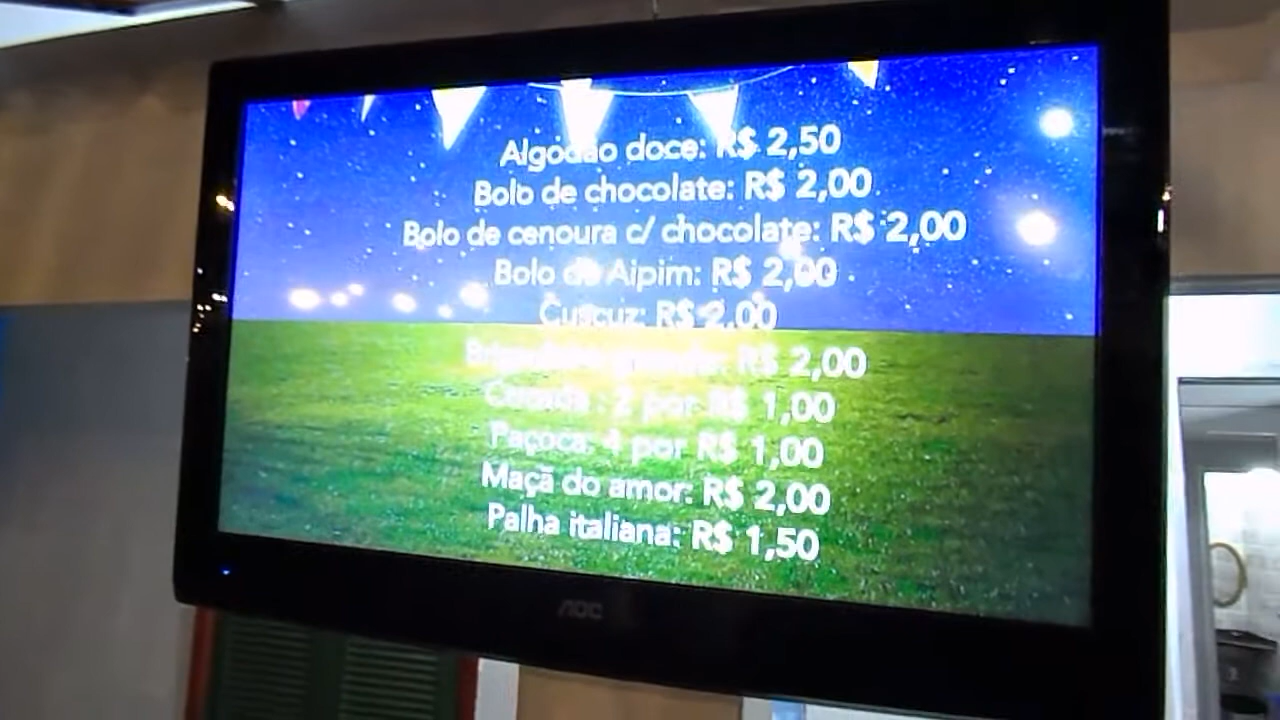 Algodão doce: R$ 2,50
Bolo de chocolate: R$ 2,00
Bolo de cenoura c/ chocolate: R$ 2,00
Bolo de Aipim: R$ 2,00
Cuscuz: R$ 2,00
R$ 2,00
Cocada : 2 por R$ 1,00
Paçoca: 4 por R$ 1,00
Maçã do amor: R$ 2,00
Palha italiana: R$ 1,50
AOC